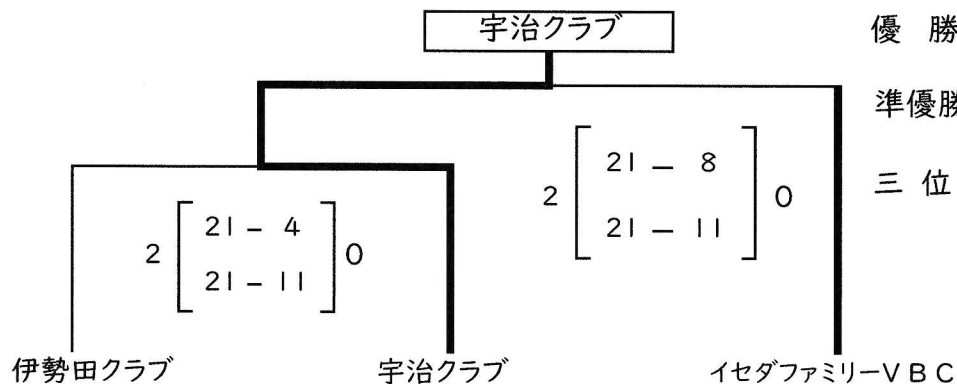 宇治クラブ
優 勝
準優勝
三 位
2 21 − 8 0
21 − 11
2 21 − 4 0
21 − 11
伊勢田クラブ 宇治クラブ イセダファミリーVBC